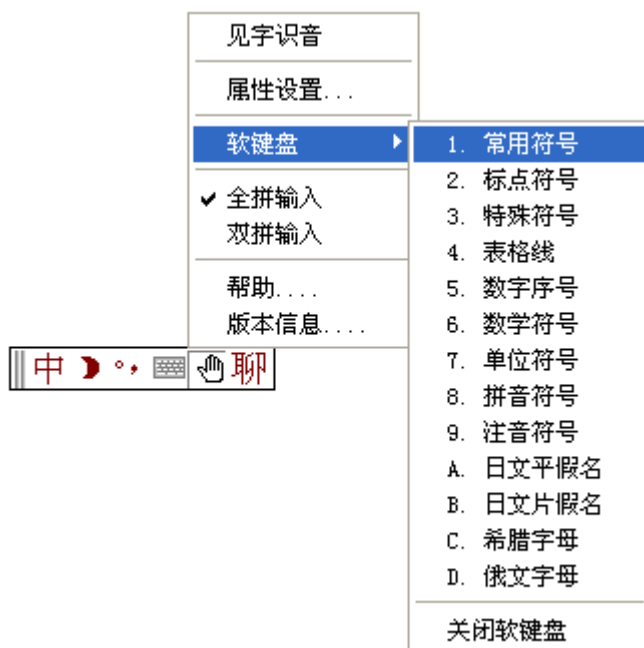 见字识音
属性设置...
软键盘
全拼输入
双拼输入
帮助....
版本信息....
中 °, 聊
1. 常用符号
2. 标点符号
3. 特殊符号
4. 表格线
5. 数字序号
6. 数学符号
7. 单位符号
8. 拼音符号
9. 注音符号
A. 日文平假名
B. 日文片假名
C. 希腊字母
D. 俄文字母
关闭软键盘